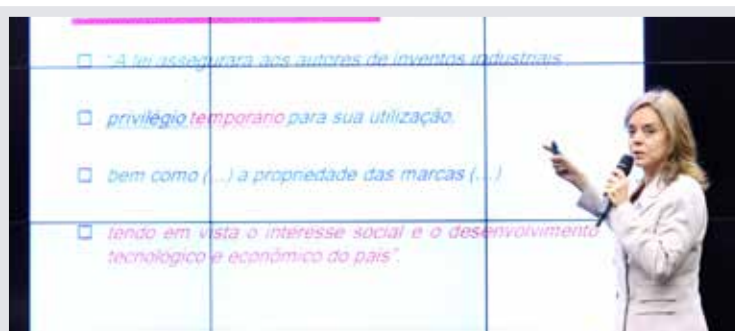 "A lei assegurará aos autores de inventos industriais
privilégio temporário para sua utilização,
bem como (...) a propriedade das marcas (...)
tendo em vista o interesse social e o desenvolvimento
tecnológico e econômico do país".